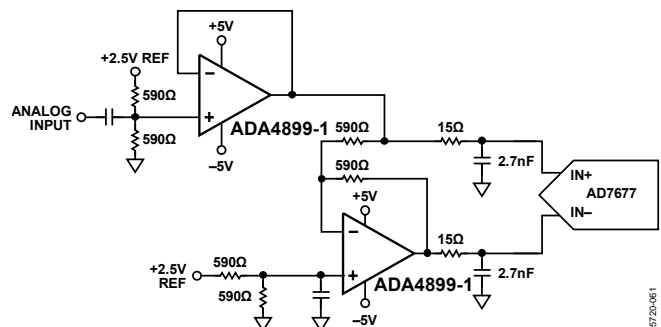 +5V
+2.5V REF
590Ω
ANALOG
INPUT
590Ω
−
+
ADA4899-1
−5V
590Ω
15Ω
590Ω
2.7nF
IN+
AD7677
IN–
+5V
−
+
15Ω
2.7nF
+2.5V
REF
590Ω
590Ω
ADA4899-1
−5V
5720-061